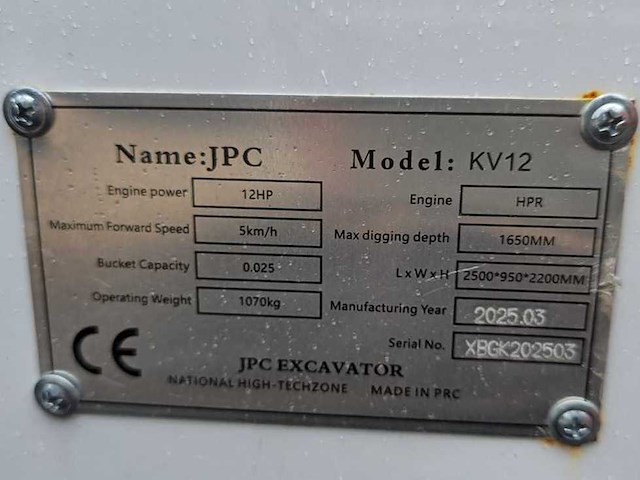 Name:JPC Model: KV12
Engine power 12HP Engine HPR
Maximum Forward Speed 5km/h Max digging depth 1650MM
Bucket Capacity 0.025 LxWxH 2500*950*2200MM
Operating Weight 1070kg Manufacturing Year 2025.03
Serial No. XBGK202503
CE
JPC EXCAVATOR
NATIONAL HIGH-TECHZONE MADE IN PRC